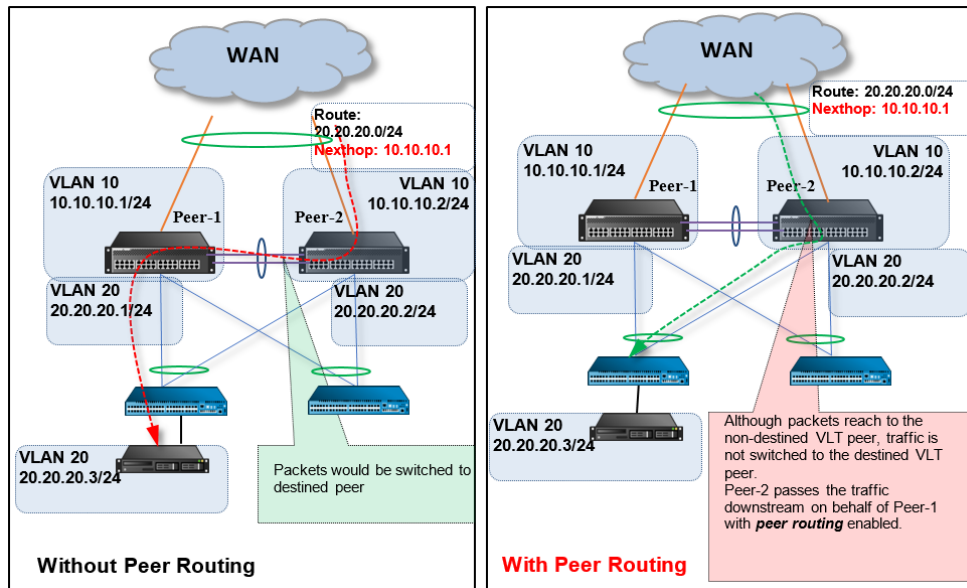 WAN
Route:
20.20.20.0/24
Nexthop: 10.10.10.1
VLAN 10
10.10.10.1/24
Peer-1
VLAN 10
10.10.10.2/24
Peer-2
VLAN 20
20.20.20.1/24
VLAN 20
20.20.20.2/24
VLAN 20
20.20.20.3/24
Packets would be switched to
destined peer
Without Peer Routing
WAN
Route: 20.20.20.0/24
Nexthop: 10.10.10.1
VLAN 10
10.10.10.1/24
Peer-1
VLAN 10
10.10.10.2/24
Peer-2
VLAN 20
20.20.20.1/24
VLAN 20
20.20.20.2/24
VLAN 20
20.20.20.3/24
Although packets reach to the
non-destined VLT peer, traffic is
not switched to the destined VLT
peer.
Peer-2 passes the traffic
downstream on behalf of Peer-1
with peer routing enabled.
With Peer Routing